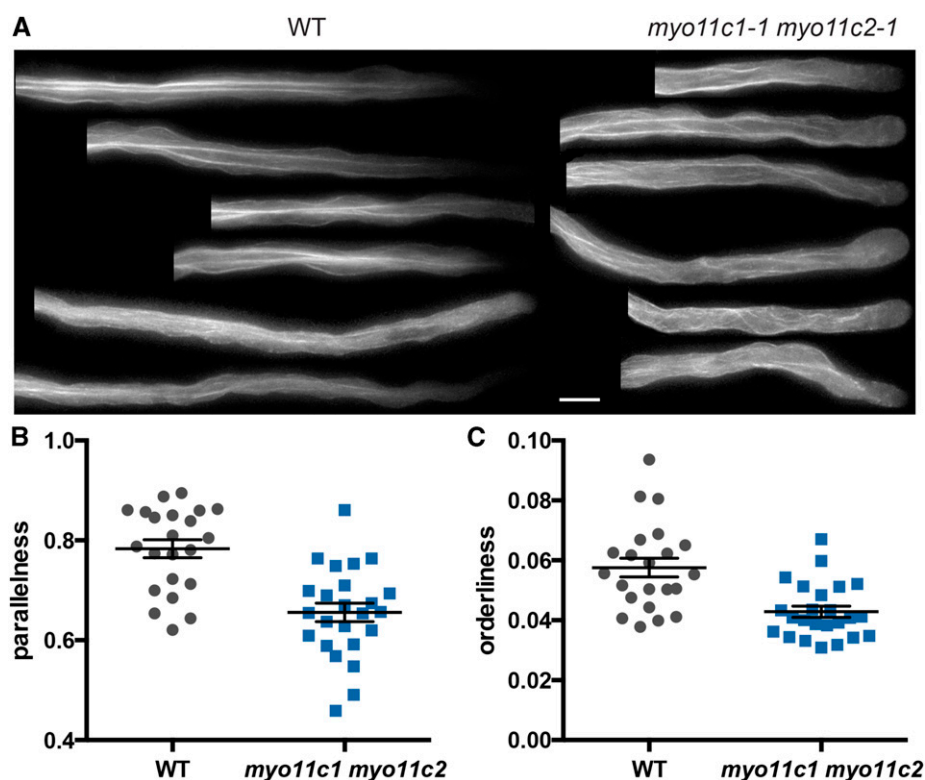 A
WT
myo11c1-1 myo11c2-1
B
1.0
0.8
0.6
0.4
parallelness
WT
myo11c1 myo11c2
C
0.10
0.08
0.06
0.04
0.02
0.00
orderliness
WT
myo11c1 myo11c2